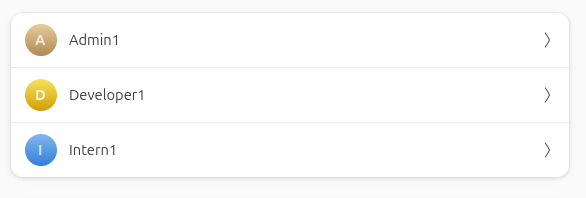 A Admin1
D Developer1
I Intern1